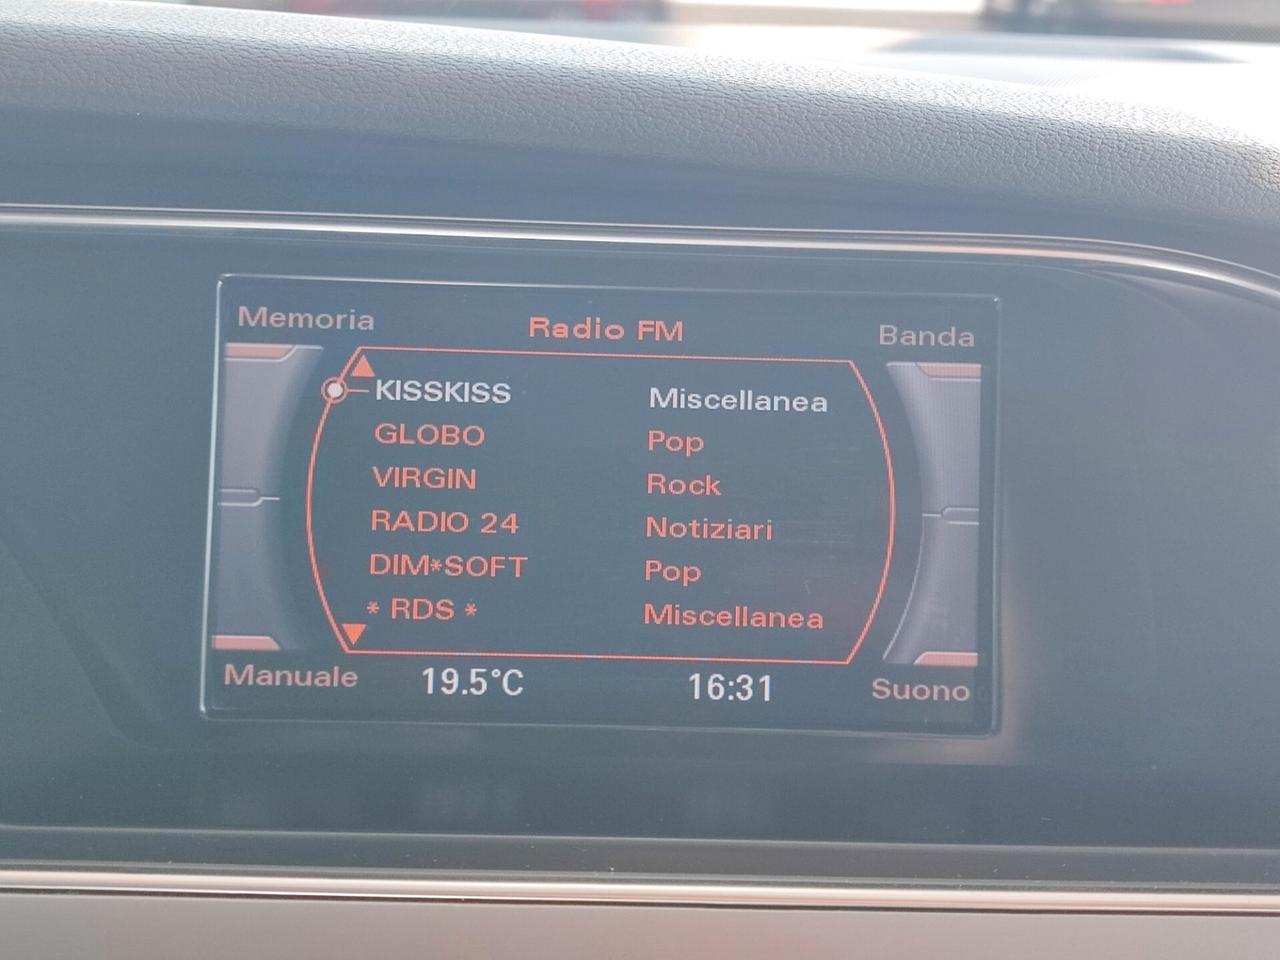 Memoria Radio FM Banda
KISSKISS Miscellanea
GLOBO Pop
VIRGIN Rock
RADIO 24 Notiziari
DIM*SOFT Pop
* RDS * Miscellanea
Manuale 19.5°C 16:31 Suono